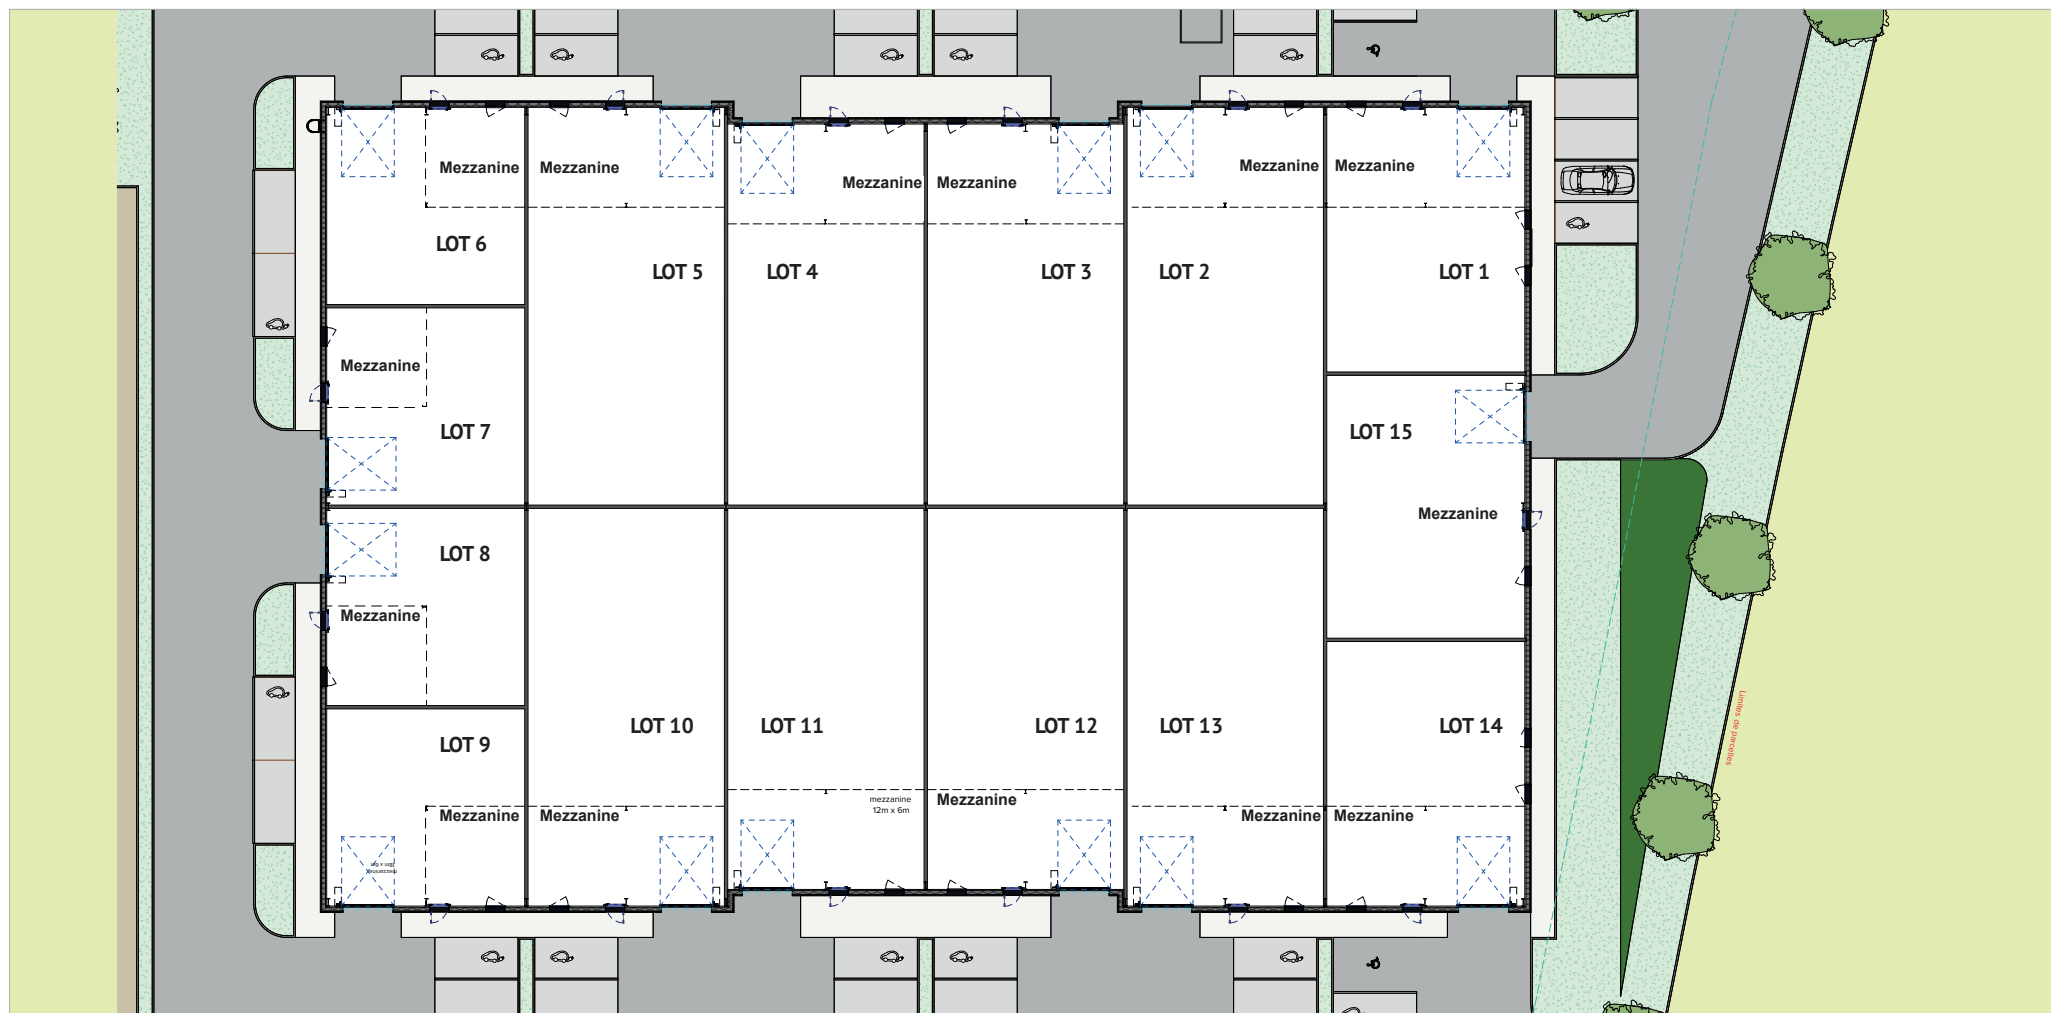 Mezzanine
Mezzanine
Mezzanine
Mezzanine
Mezzanine
Mezzanine
LOT 6
LOT 5
LOT 4
LOT 3
LOT 2
LOT 1
Mezzanine
LOT 7
LOT 15
Mezzanine
LOT 8
Mezzanine
LOT 9
LOT 10
LOT 11
LOT 12
LOT 13
LOT 14
Limites de parcelles
mezzanine
12m x 6m
Mezzanine
Mezzanine
Mezzanine
Mezzanine
Mezzanine
mezzanine